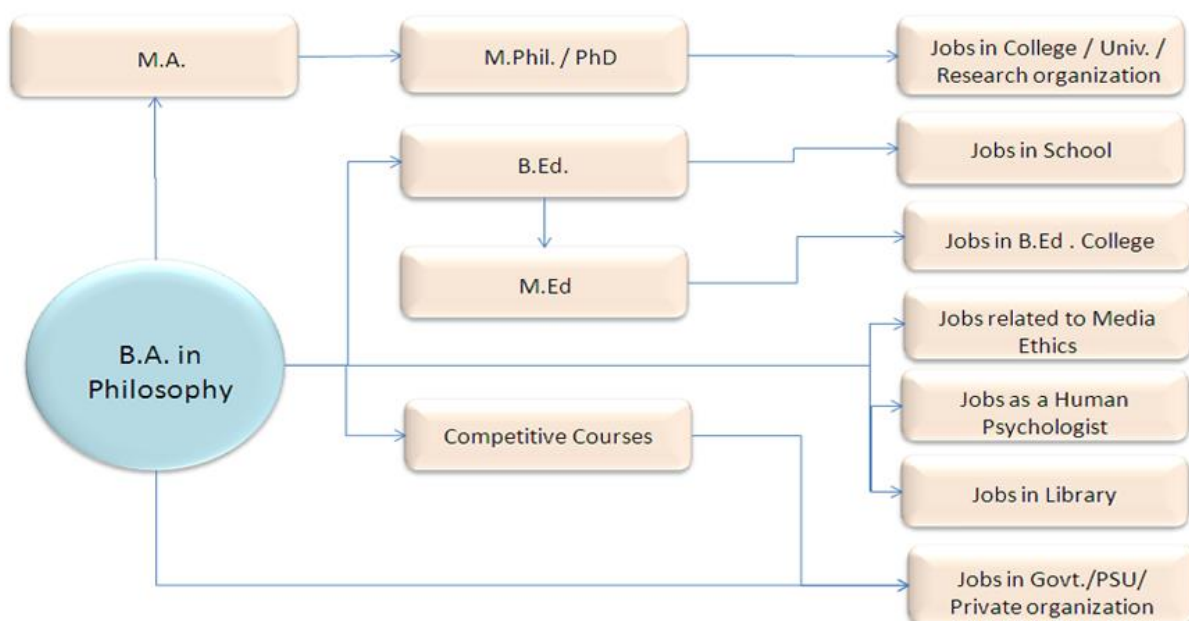 M.A.
M.Phil. / PhD
Jobs in College / Univ. /
Research organization
B.Ed.
Jobs in School
M.Ed
Jobs in B.Ed . College
B.A. in
Philosophy
Jobs related to Media
Ethics
Competitive Courses
Jobs as a Human
Psychologist
Jobs in Library
Jobs in Govt./PSU/
Private organization